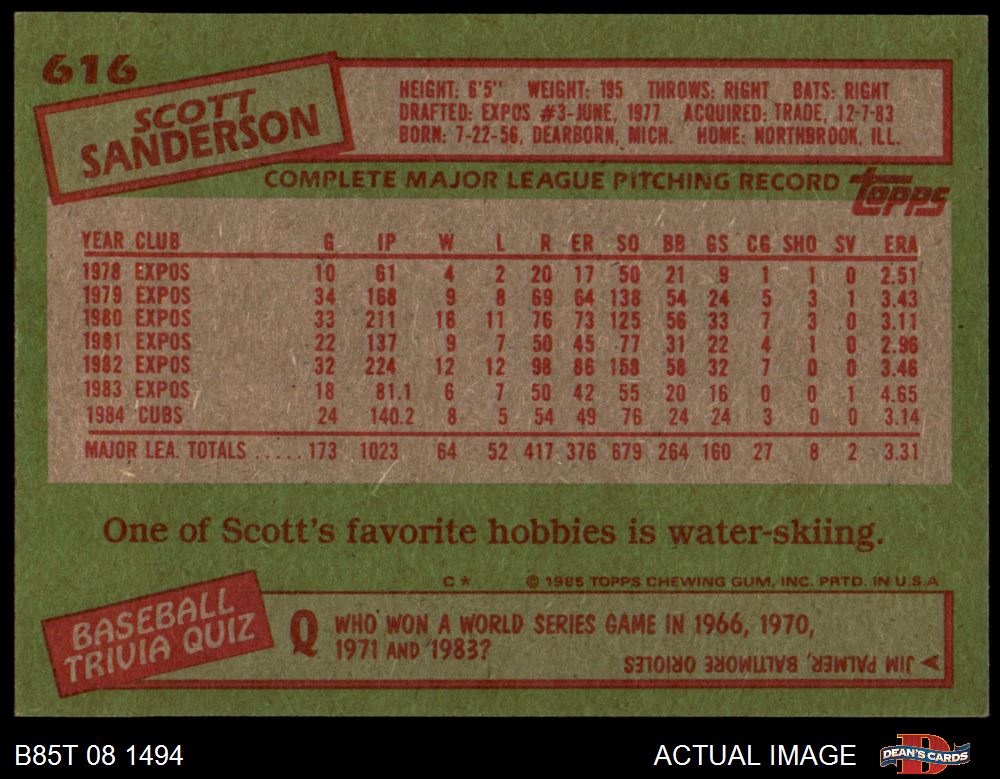 616
SCOTT
SANDERSON
HEIGHT: 6'5" WEIGHT: 195 THROWS: RIGHT BATS: RIGHT
DRAFTED: EXPOS #3-JUNE, 1977 ACQUIRED: TRADE, 12-7-83
BORN: 7-22-56, DEARBORN, MICH. HOME: NORTHBROOK, ILL.
COMPLETE MAJOR LEAGUE PITCHING RECORD topps
YEAR CLUB G IP W L R ER SO BB GS CG SHO SV ERA
1978 EXPOS 10 61 4 2 20 17 50 21 9 1 1 0 2.51
1979 EXPOS 34 168 9 8 69 64 138 54 24 5 3 1 3.43
1980 EXPOS 33 211 16 11 76 73 125 56 33 7 3 0 3.11
1981 EXPOS 22 137 9 7 50 45 77 31 22 4 1 0 2.96
1982 EXPOS 32 224 12 12 98 86 158 58 32 7 0 0 3.46
1983 EXPOS 18 81.1 6 7 50 42 55 20 16 0 0 1 4.65
1984 CUBS 24 140.2 8 5 54 49 76 24 24 3 0 0 3.14
MAJOR LEA. TOTALS ..... 173 1023 64 52 417 376 679 264 160 27 8 2 3.31
One of Scott's favorite hobbies is water-skiing.
C* © 1985 TOPPS CHEWING GUM, INC. PRTD. IN U.S.A
BASEBALL
TRIVIA QUIZ
Q WHO WON A WORLD SERIES GAME IN 1966, 1970,
1971 AND 1983?
JIM PALMER, BALTIMORE ORIOLES
B85T 08 1494 ACTUAL IMAGE DEAN'S CARDS